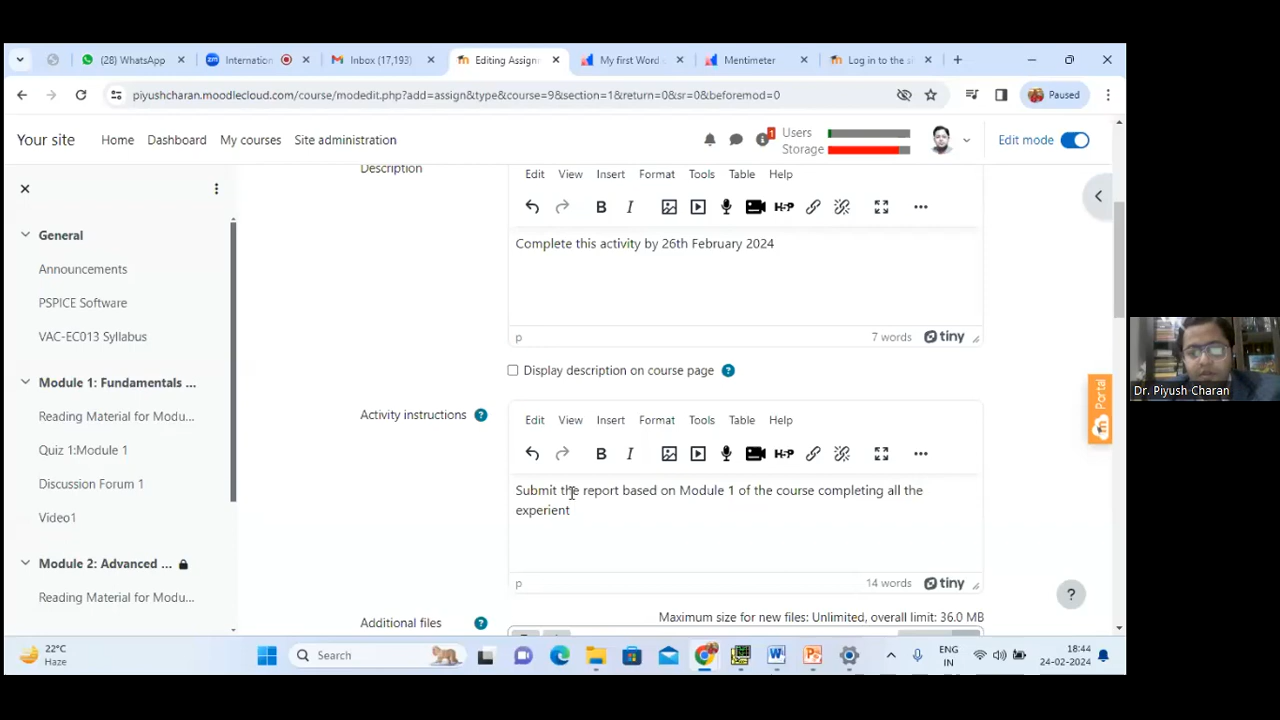 (28) WhatsApp
Internation
Inbox (17,193)
Editing Assign
My first Word
Mentimeter
Log in to the si
piyushcharan.moodlecloud.com/course/modedit.php?add=assign&type&course=9&section=1&return=0&sr=0&beforemod=0
Paused
Your site
Home
Dashboard
My courses
Site administration
1
Users
Storage
Edit mode
General
Announcements
PSPICE Software
VAC-EC013 Syllabus
Module 1: Fundamentals ...
Reading Material for Modu...
Quiz 1:Module 1
Discussion Forum 1
Video1
Module 2: Advanced ...
Reading Material for Modu...
Description
Edit View Insert Format Tools Table Help
B I H-P
Complete this activity by 26th February 2024
p 7 words tiny
Display description on course page ?
Activity instructions ?
Edit View Insert Format Tools Table Help
B I H-P
Submit the report based on Module 1 of the course completing all the
experient
p 14 words tiny
Maximum size for new files: Unlimited, overall limit: 36.0 MB
Additional files ?
Portal
?
Dr. Piyush Charan
22°C
Haze
Search
ENG
IN
18:44
24-02-2024